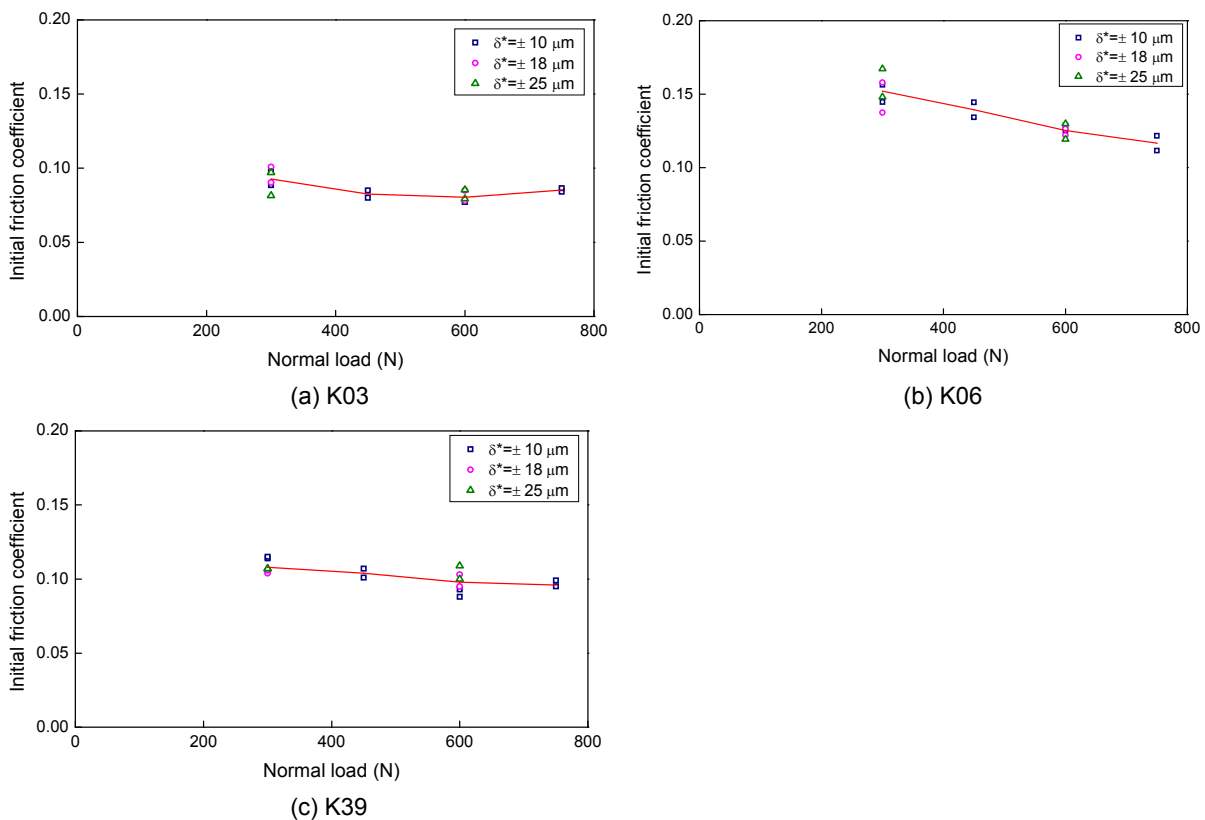 0.20
0.15
0.10
0.05
0.00
0
200
400
600
800
Initial friction coefficient
Normal load (N)
δ*=± 10 μm
δ*=± 18 μm
δ*=± 25 μm
(a) K03
0.20
0.15
0.10
0.05
0.00
0
200
400
600
800
Initial friction coefficient
Normal load (N)
δ*=± 10 μm
δ*=± 18 μm
δ*=± 25 μm
(b) K06
0.20
0.15
0.10
0.05
0.00
0
200
400
600
800
Initial friction coefficient
Normal load (N)
δ*=± 10 μm
δ*=± 18 μm
δ*=± 25 μm
(c) K39